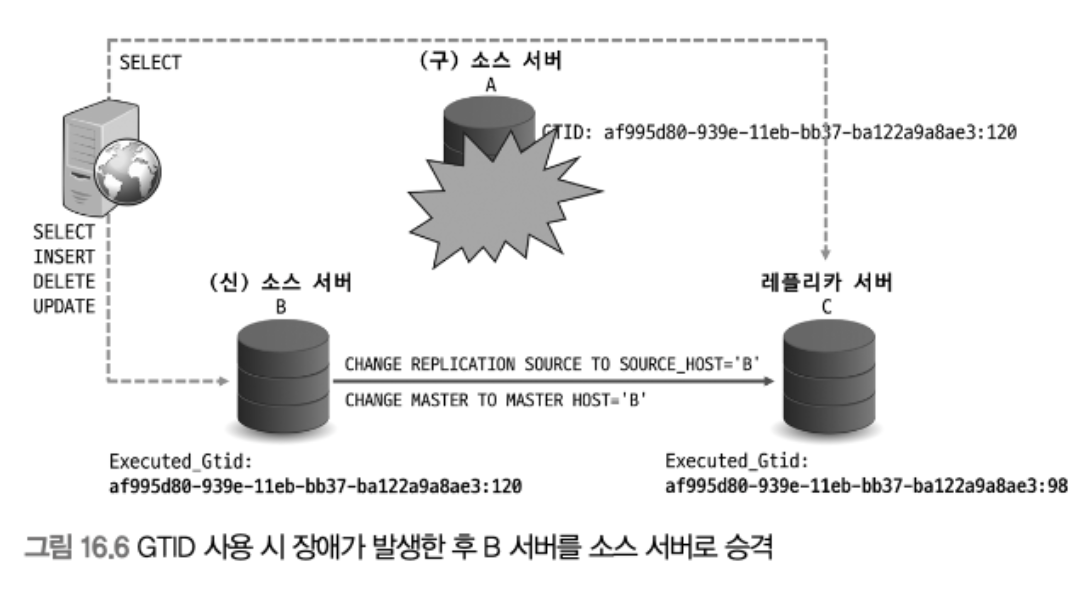 SELECT
(구) 소스 서버
A
GTID: af995d80-939e-11eb-bb37-ba122a9a8ae3:120
SELECT
INSERT
DELETE
UPDATE
(신) 소스 서버
B
레플리카 서버
C
CHANGE REPLICATION SOURCE TO SOURCE_HOST='B'
CHANGE MASTER TO MASTER HOST='B'
Executed_Gtid:
af995d80-939e-11eb-bb37-ba122a9a8ae3:120
Executed_Gtid:
af995d80-939e-11eb-bb37-ba122a9a8ae3:98
그림 16.6 GTID 사용 시 장애가 발생한 후 B 서버를 소스 서버로 승격